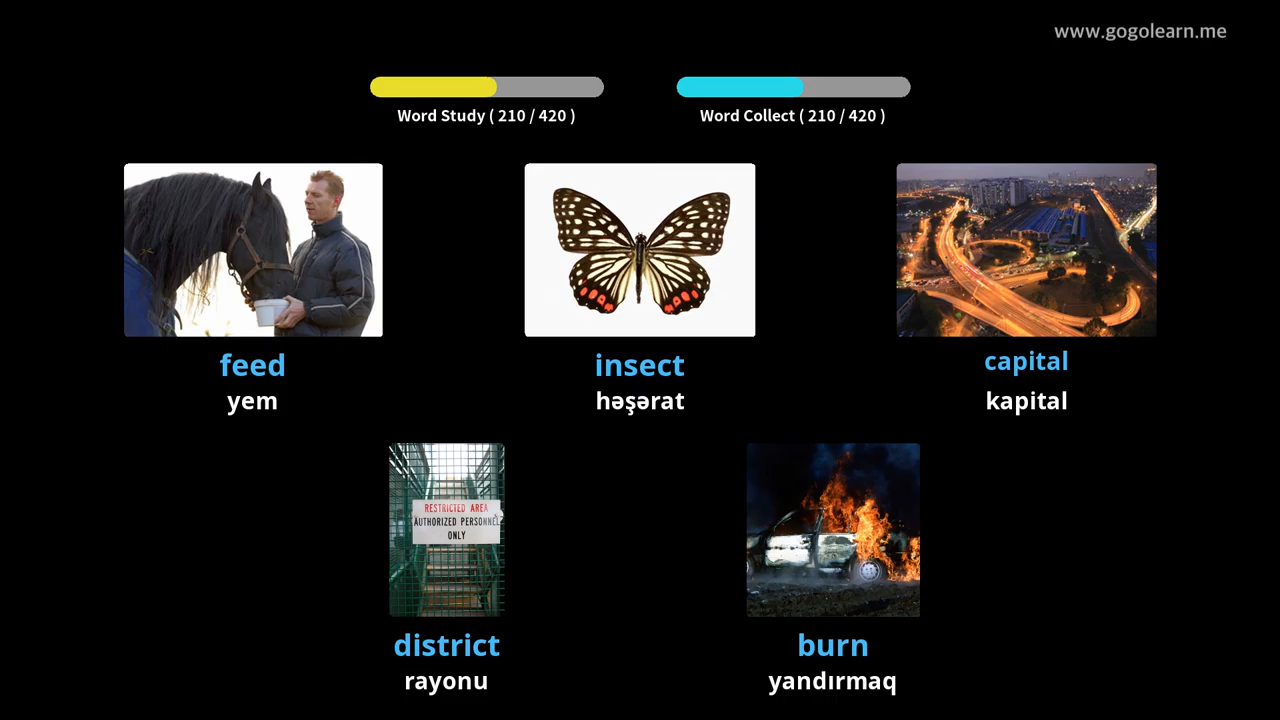 www.gogolearn.me
Word Study ( 210 / 420 )
Word Collect ( 210 / 420 )
feed
yem
insect
həşərat
capital
kapital
RESTRICTED AREA
AUTHORIZED PERSONNEL
ONLY
district
rayonu
burn
yandırmaq